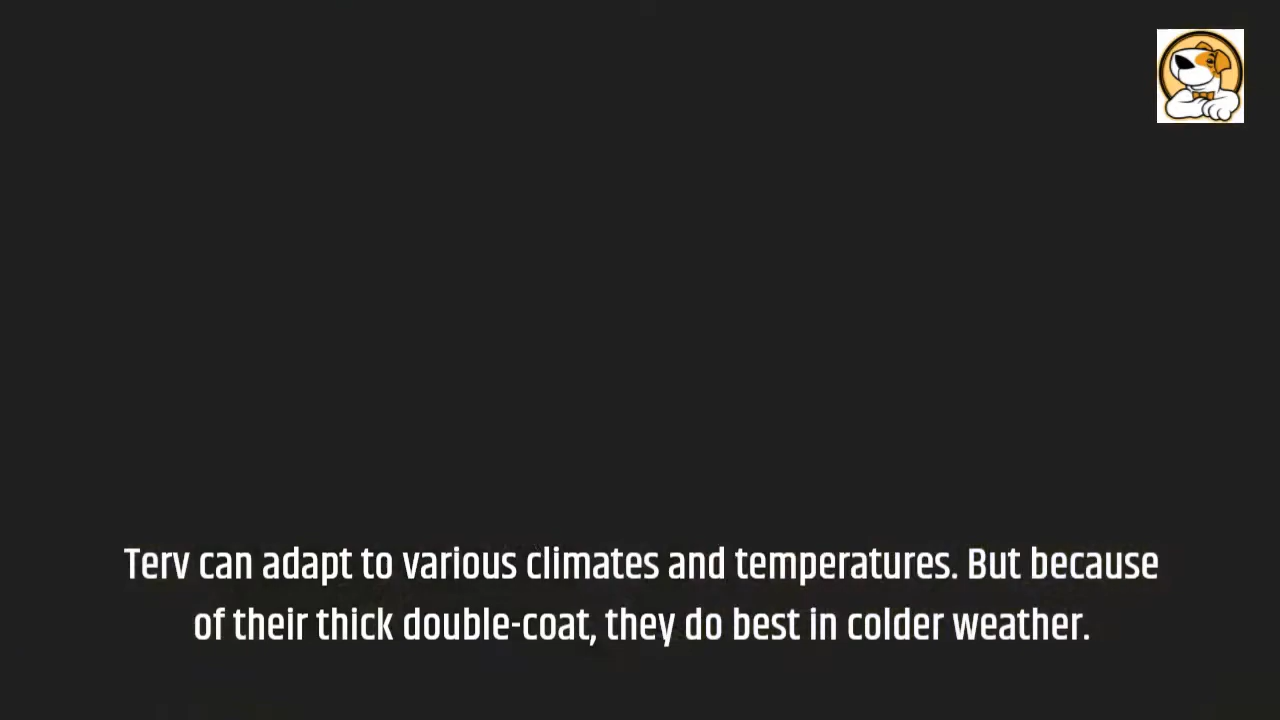 Terv can adapt to various climates and temperatures. But because
of their thick double-coat, they do best in colder weather.